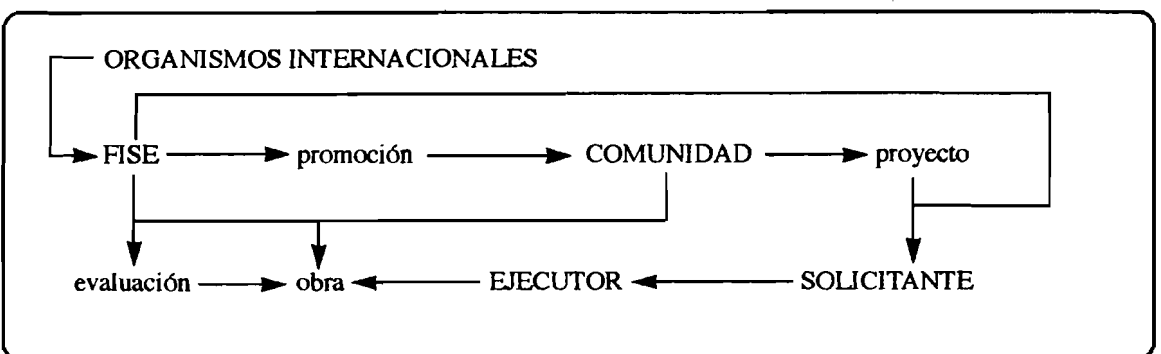 ORGANISMOS INTERNACIONALES
FISE promoción COMUNIDAD proyecto
evaluación obra EJECUTOR SOLICITANTE